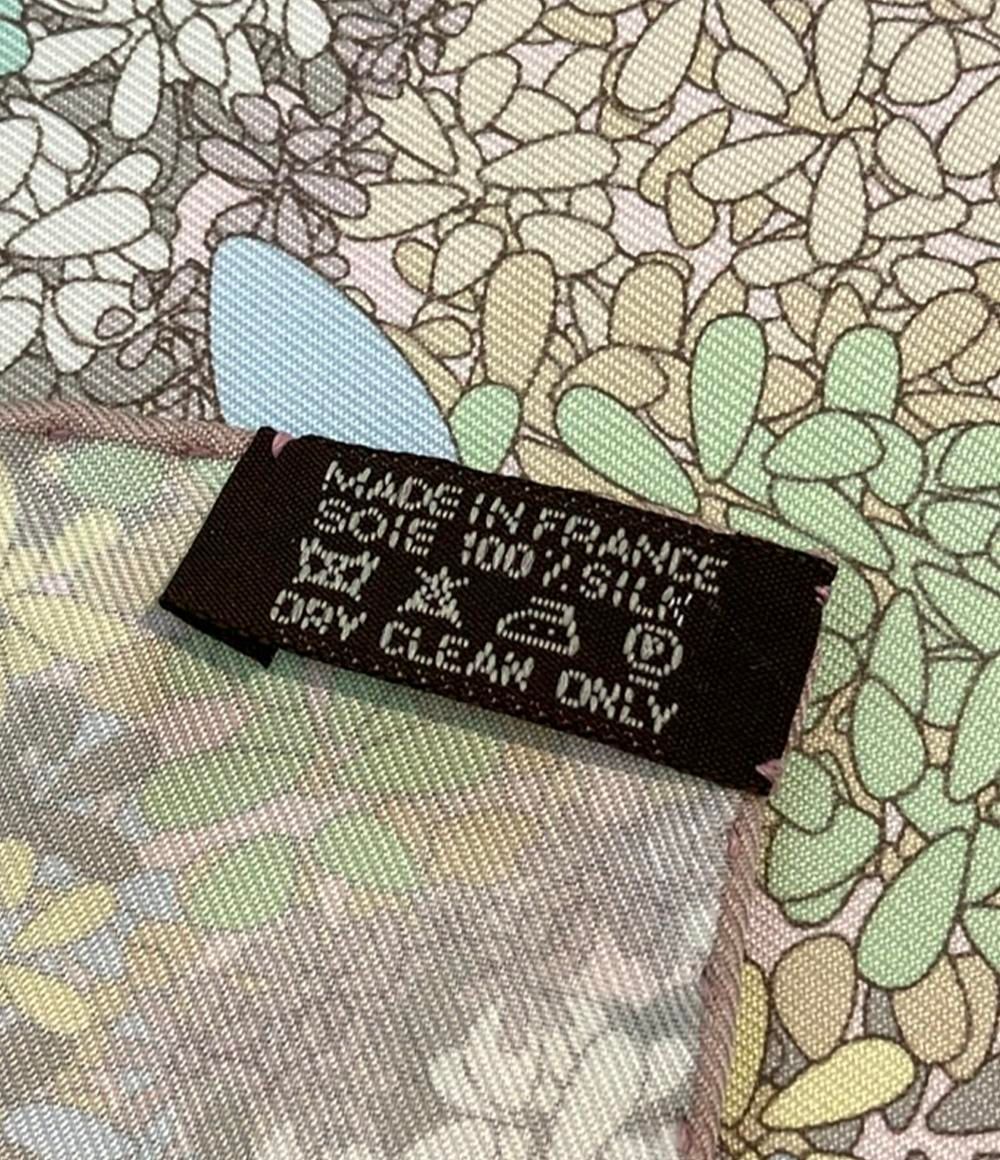 MADE IN FRANCE
SOIE 100% SILK
P
DRY CLEAN ONLY